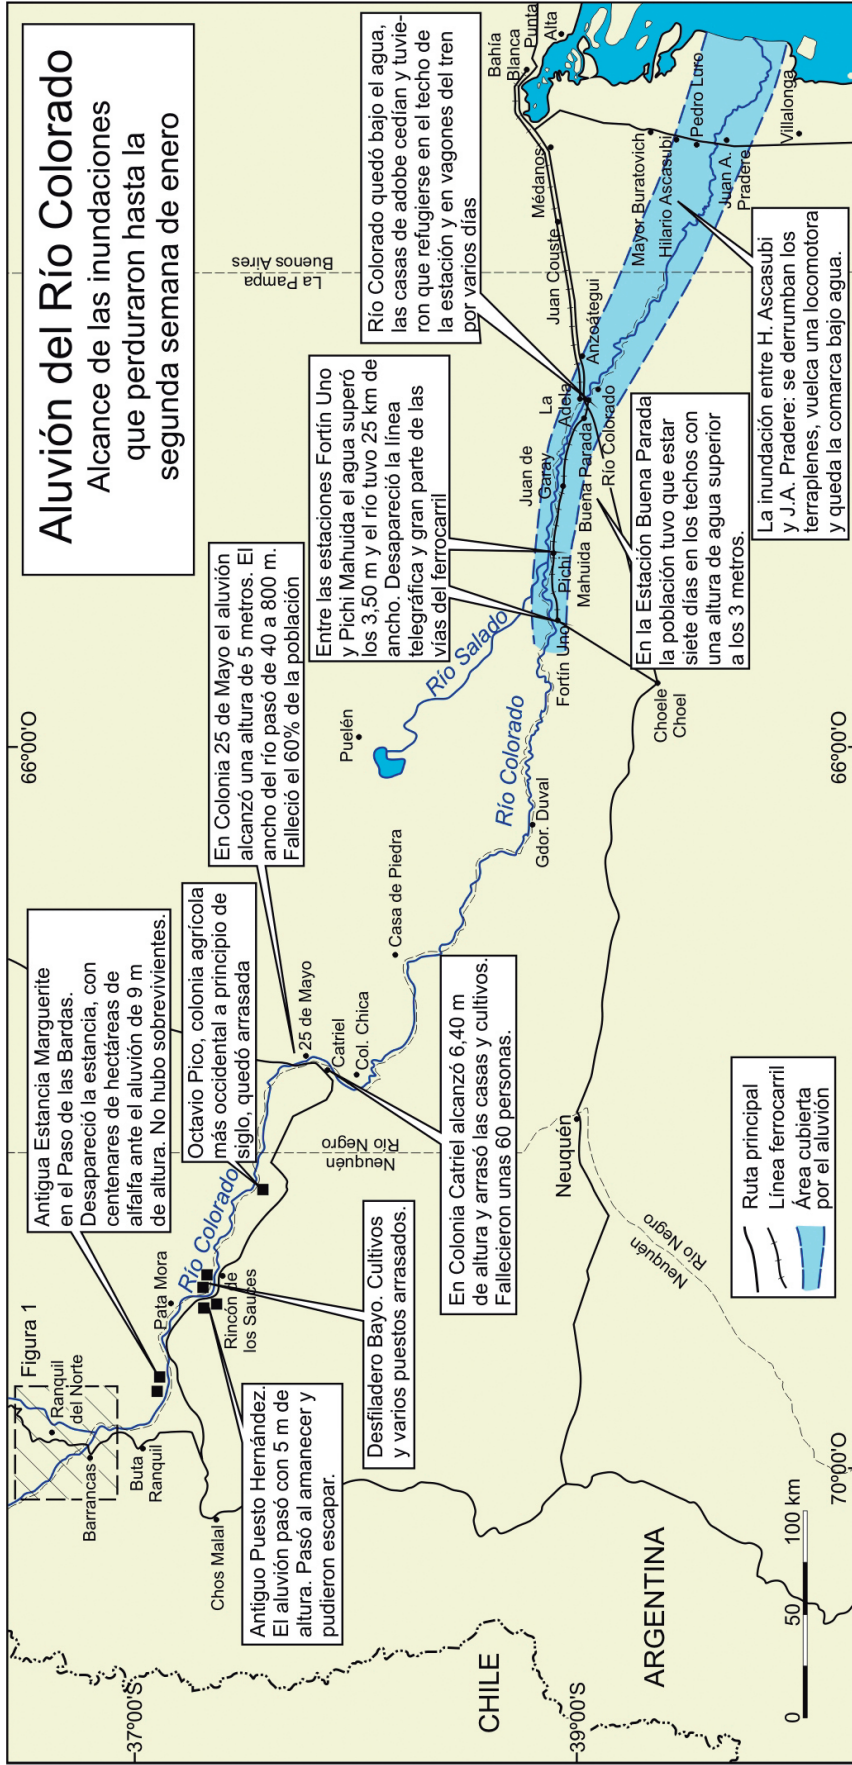 Aluvión del Río Colorado
Alcance de las inundaciones
que perduraron hasta la
segunda semana de enero
Figura 1
Ranquil
del Norte
Barrancas
Buta
Ranquil
Chos Malal
Pata Mora
Río Colorado
Rincón de
los Sauces
Antigua Estancia Marguerite
en el Paso de las Bardas.
Desapareció la estancia, con
centenares de hectáreas de
alfalfa ante el aluvión de 9 m
de altura. No hubo sobrevivientes.
Octavio Pico, colonia agrícola
más occidental a principio de
siglo, quedó arrasada
En Colonia 25 de Mayo el aluvión
alcanzó una altura de 5 metros. El
ancho del río pasó de 40 a 800 m.
Falleció el 60% de la población
Entre las estaciones Fortín Uno
y Pichi Mahuida el agua superó
los 3,50 m y el río tuvo 25 km de
ancho. Desapareció la línea
telegráfica y gran parte de las
vías del ferrocarril
Río Colorado quedó bajo el agua,
las casas de adobe cedían y tuvie-
ron que refugierse en el techo de
la estación y en vagones del tren
por varios días
Antiguo Puesto Hernández.
El aluvión pasó con 5 m de
altura. Pasó al amanecer y
pudieron escapar.
Desfiladero Bayo. Cultivos
y varios puestos arrasados.
En Colonia Catriel alcanzó 6,40 m
de altura y arrasó las casas y cultivos.
Fallecieron unas 60 personas.
En la Estación Buena Parada
la población tuvo que estar
siete días en los techos con
una altura de agua superior
a los 3 metros.
La inundación entre H. Ascasubi
y J.A. Pradere: se derrumban los
terraplenes, vuelca una locomotora
y queda la comarca bajo agua.
25 de Mayo
Catriel
Col. Chica
Casa de Piedra
Puelén
Río Salado
Río Colorado
Gdor. Duval
Fortín Uno
Pichi
Mahuida
Juan de
Garay
Buena Parada
La
Adela
Río Colorado
Anzoátegui
Juan Couste
Médanos
Bahía
Blanca
Punta
Alta
Mayor Buratovich
Hilario Ascasubi
Pedro Luro
Juan A.
Pradere
Villalonga
Choele
Choel
Neuquén
Neuquén
Río Negro
Neuquén
Río Negro
La Pampa
Buenos Aires
CHILE
ARGENTINA
37º00'S
39º00'S
66º00'O
66º00'O
70º00'O
0 50 100 km
Ruta principal
Línea ferrocarril
Área cubierta
por el aluvión